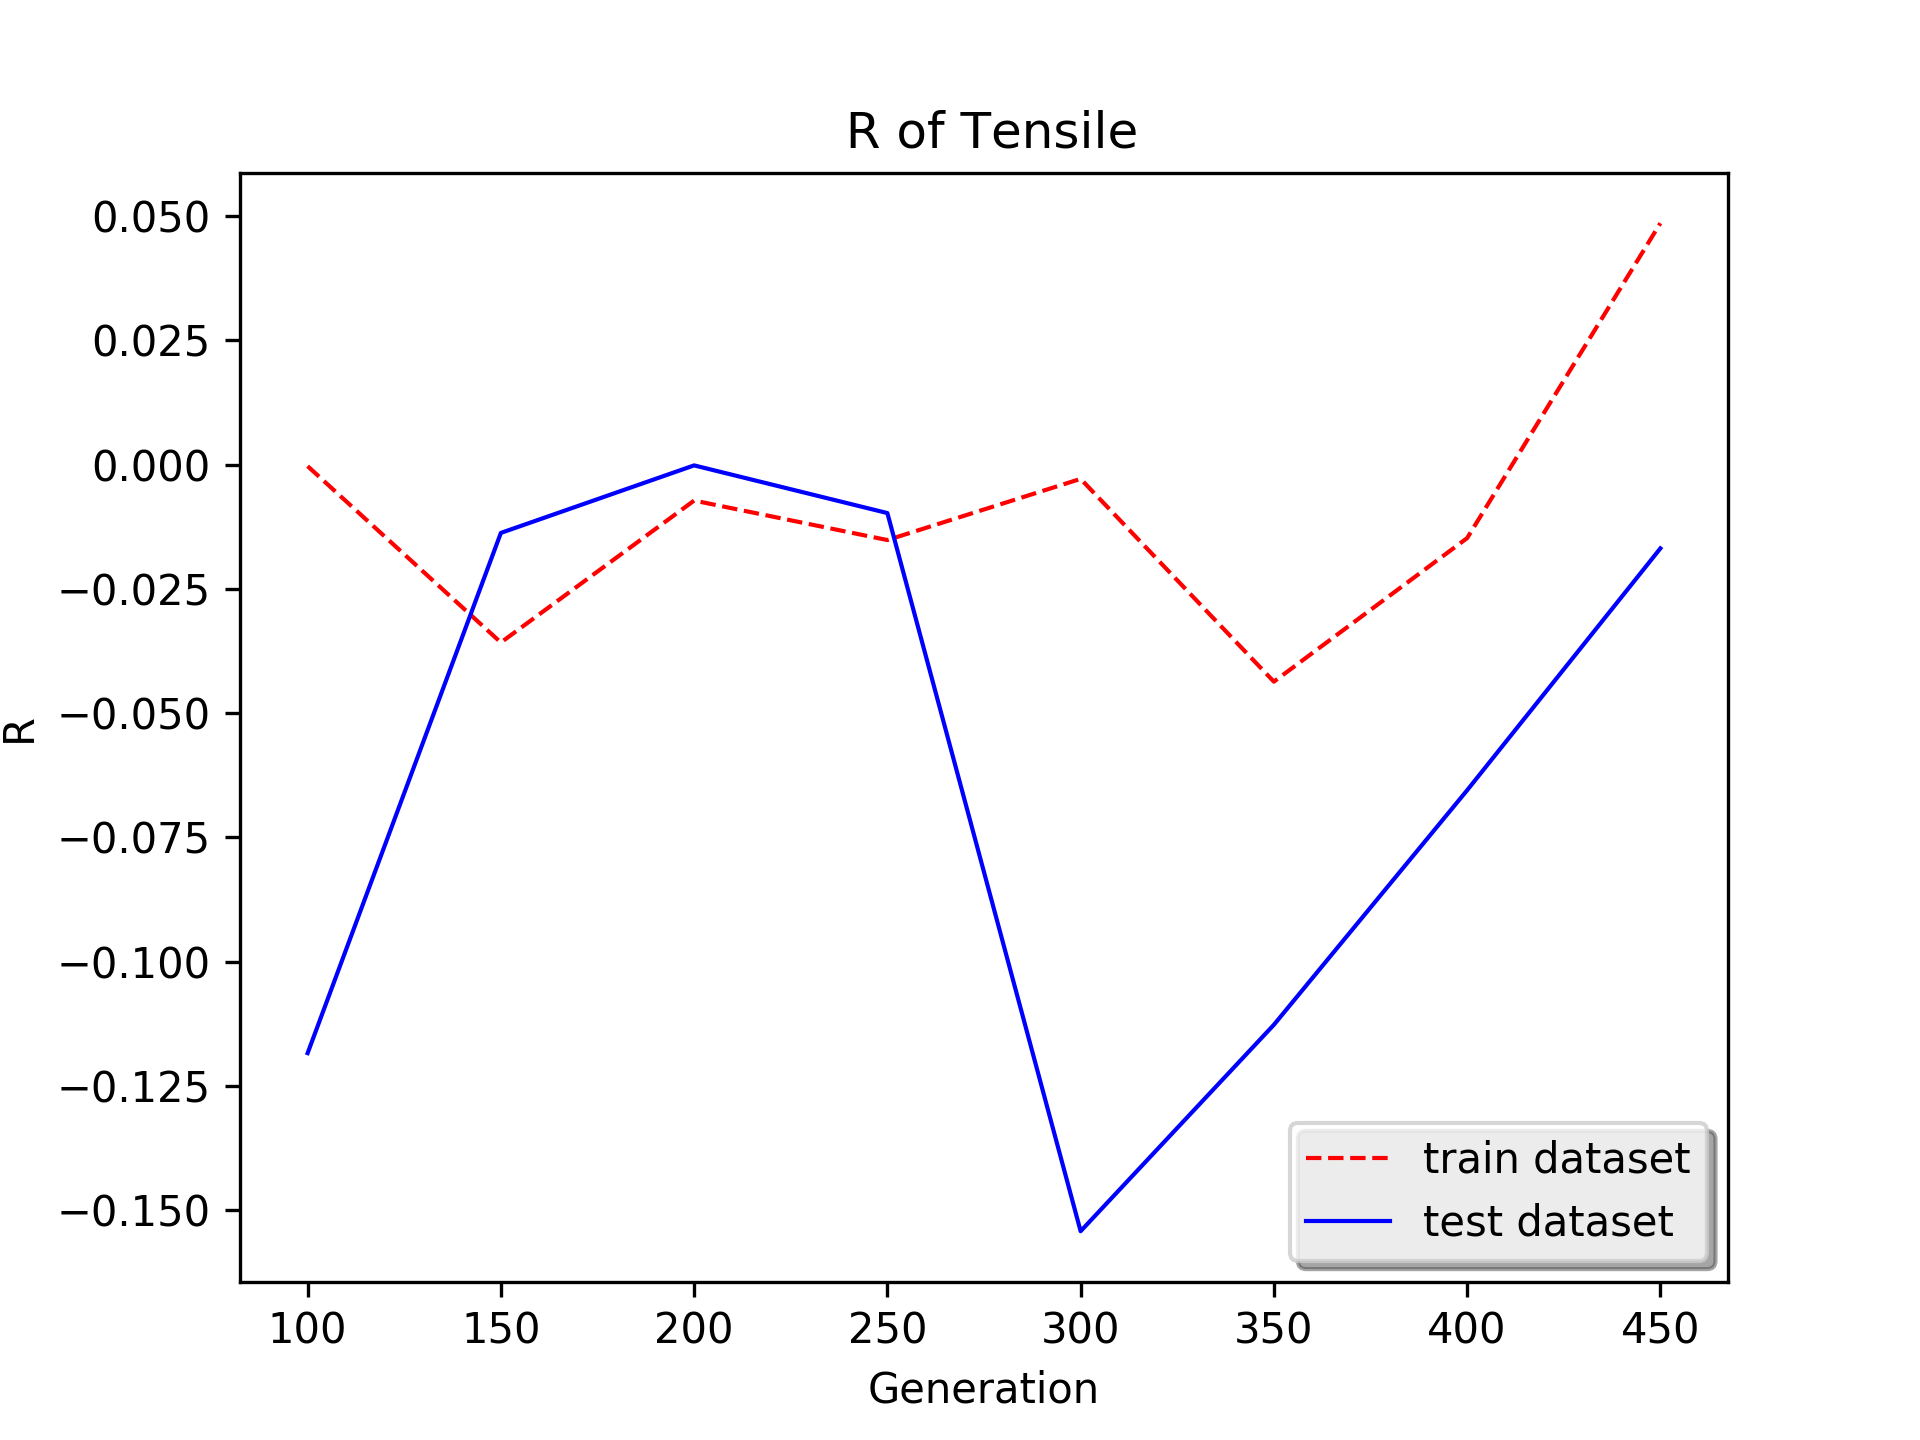 R of Tensile
0.050
0.025
0.000
−0.025
−0.050
−0.075
−0.100
−0.125
−0.150
R
train dataset
test dataset
100 150 200 250 300 350 400 450
Generation